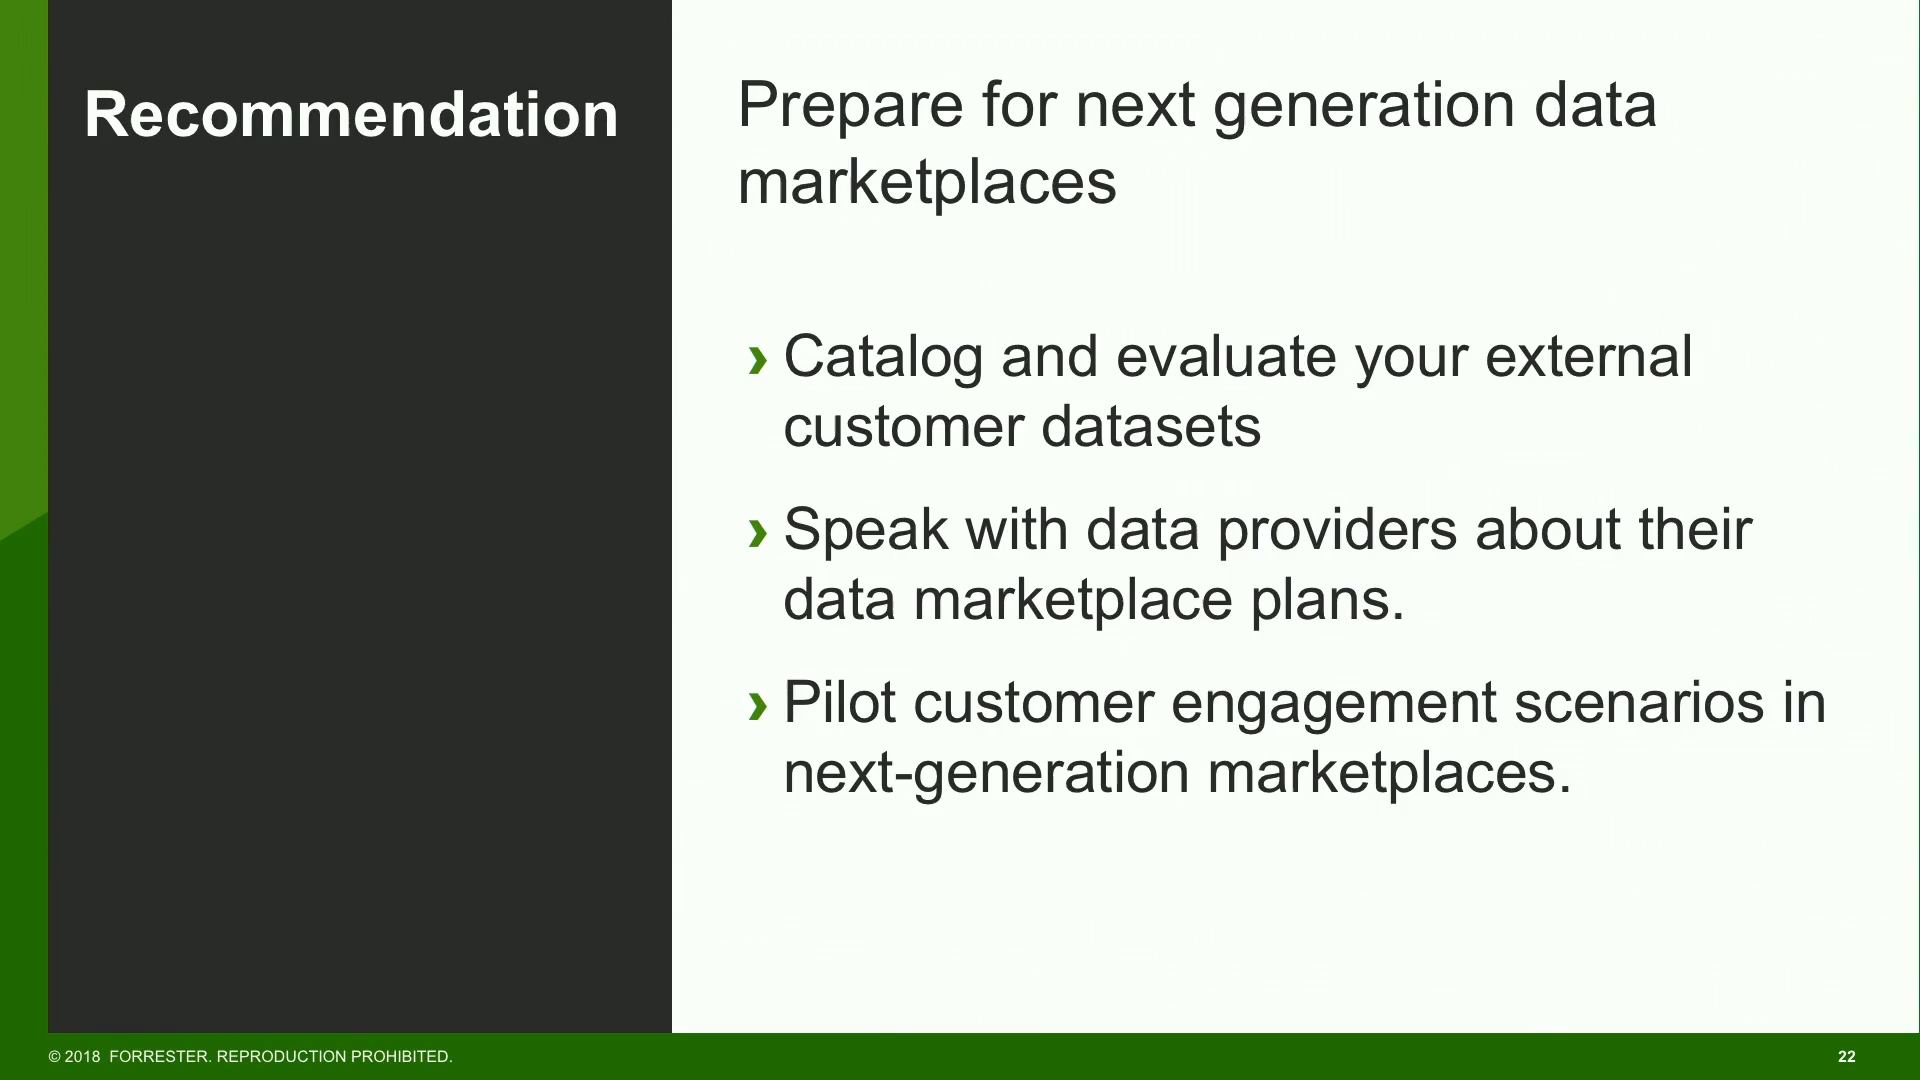 Recommendation
Prepare for next generation data
marketplaces
› Catalog and evaluate your external
customer datasets
› Speak with data providers about their
data marketplace plans.
› Pilot customer engagement scenarios in
next-generation marketplaces.
© 2018 FORRESTER. REPRODUCTION PROHIBITED.
22